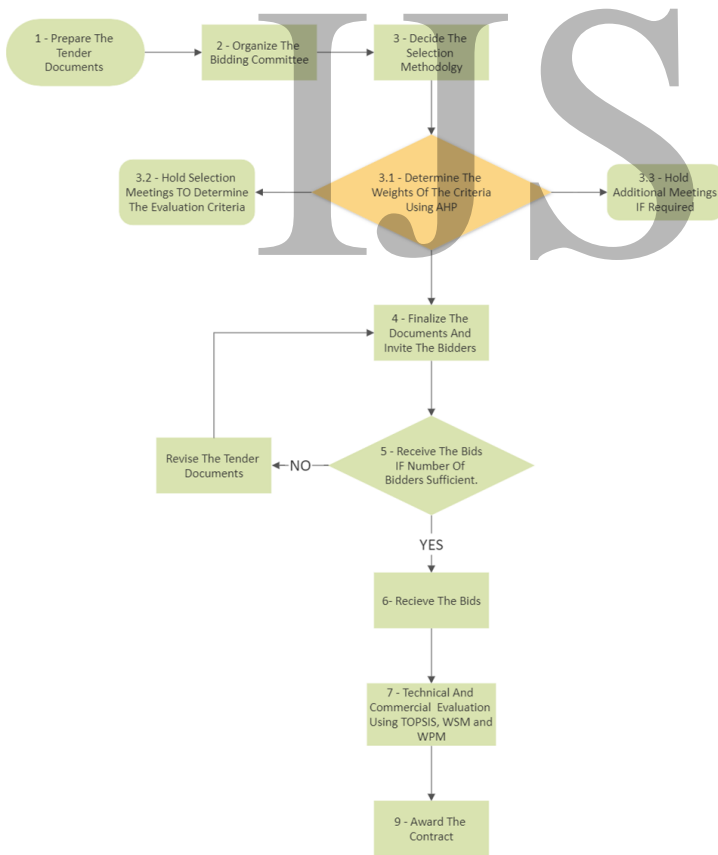 IJS
1 - Prepare The
Tender
Documents
2 - Organize The
Bidding Committee
3 - Decide The
Selection
Methodolgy
3.2 - Hold Selection
Meetings TO Determine
The Evaluation Criteria
3.1 - Determine The
Weights Of The Criteria
Using AHP
3.3 - Hold
Additional Meetings
IF Required
4 - Finalize The
Documents And
Invite The Bidders
Revise The Tender
Documents
NO
5 - Receive The Bids
IF Number Of
Bidders Sufficient.
YES
6- Recieve The Bids
7 - Technical And
Commercial Evaluation
Using TOPSIS, WSM and
WPM
9 - Award The
Contract